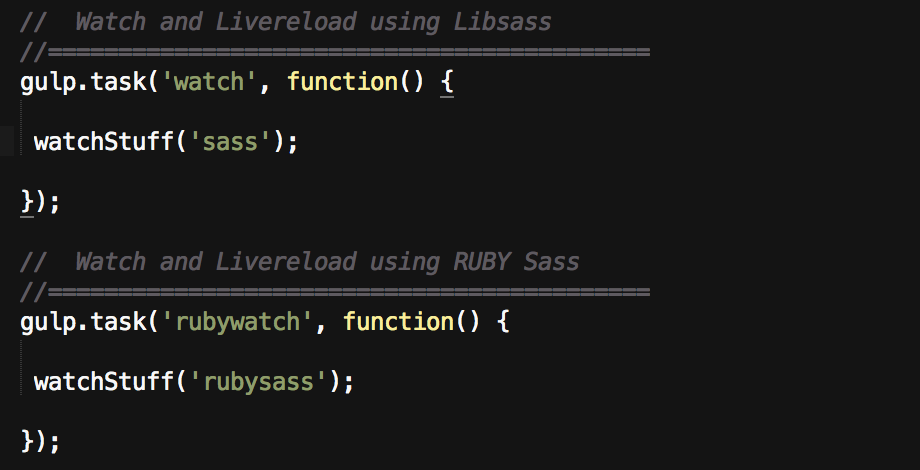 //  Watch and Livereload using Libsass
//===========================================
gulp.task('watch', function() {
watchStuff('sass');
});
//  Watch and Livereload using RUBY Sass
//===========================================
gulp.task('rubywatch', function() {
watchStuff('rubysass');
});